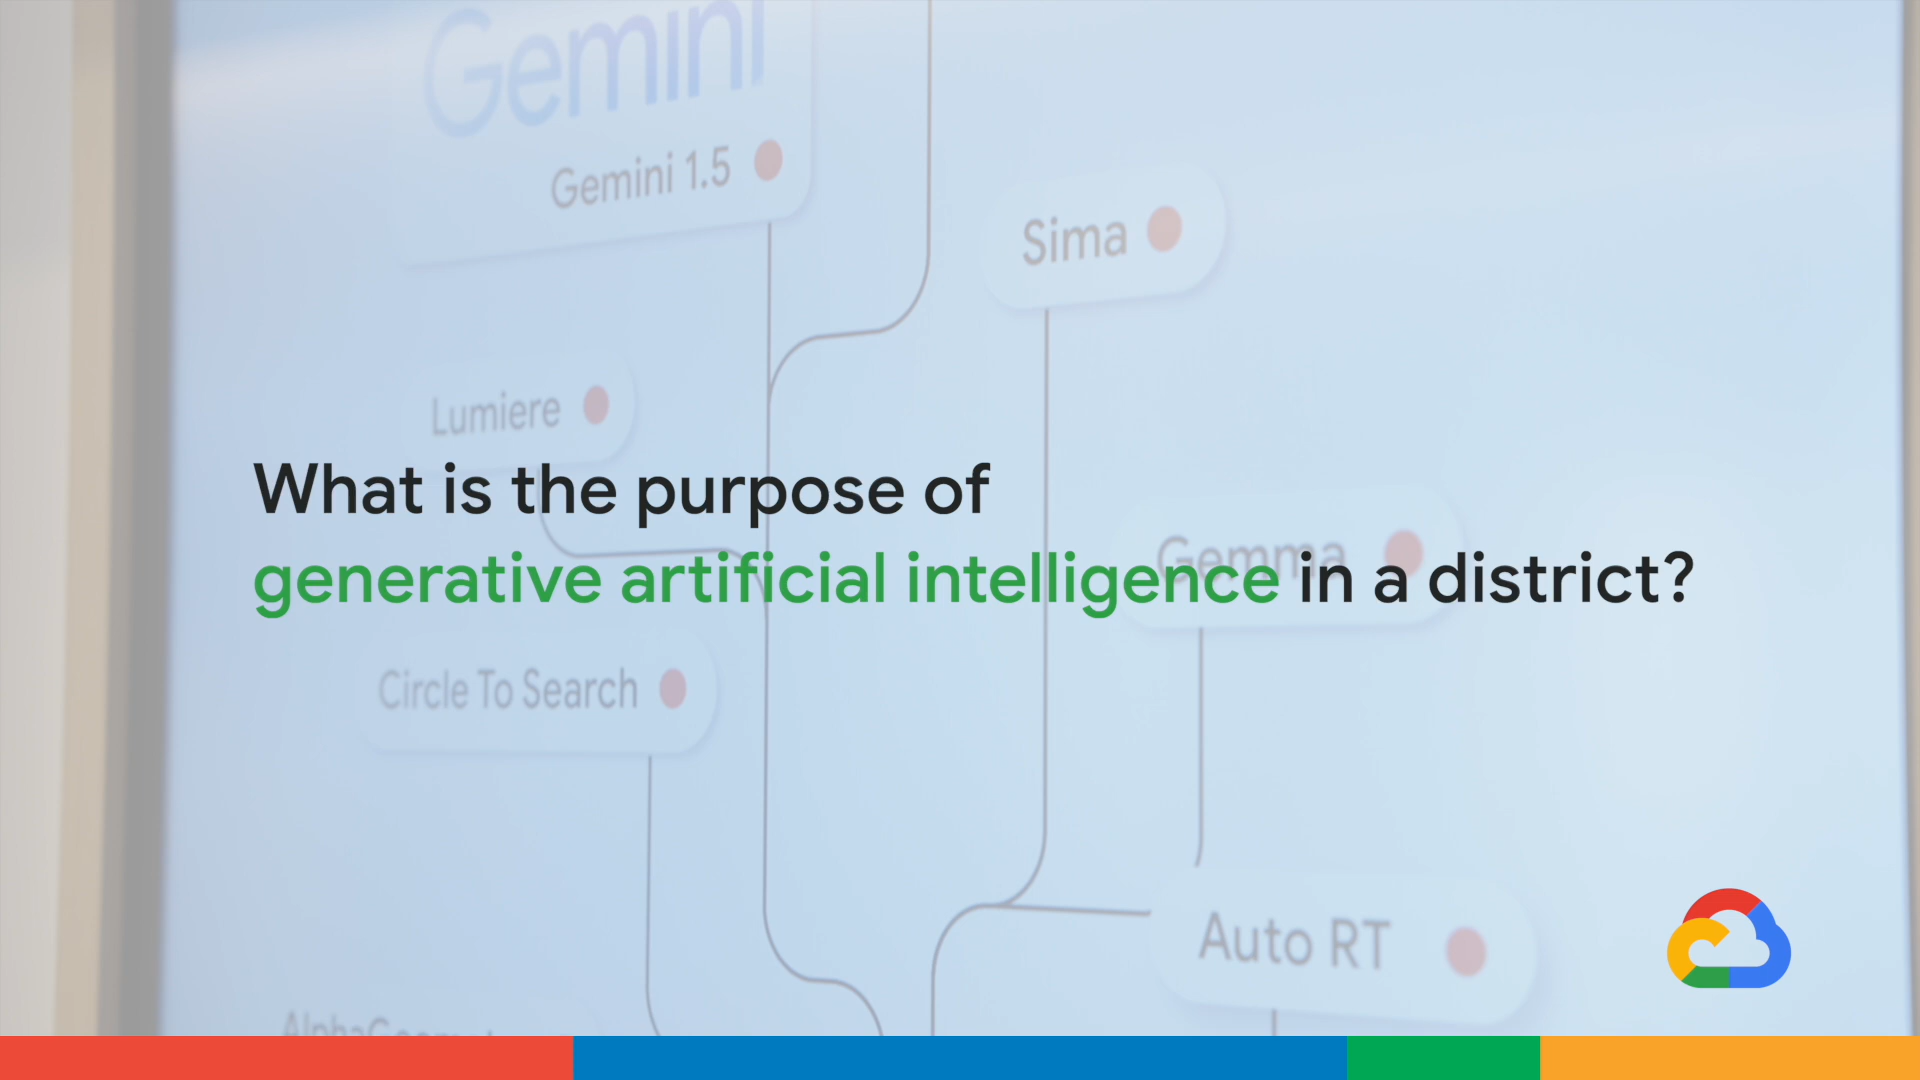 Gemini
Gemini 1.5
Sima
Lumiere
What is the purpose of
Gemma
generative artificial intelligence in a district?
Circle To Search
Auto RT